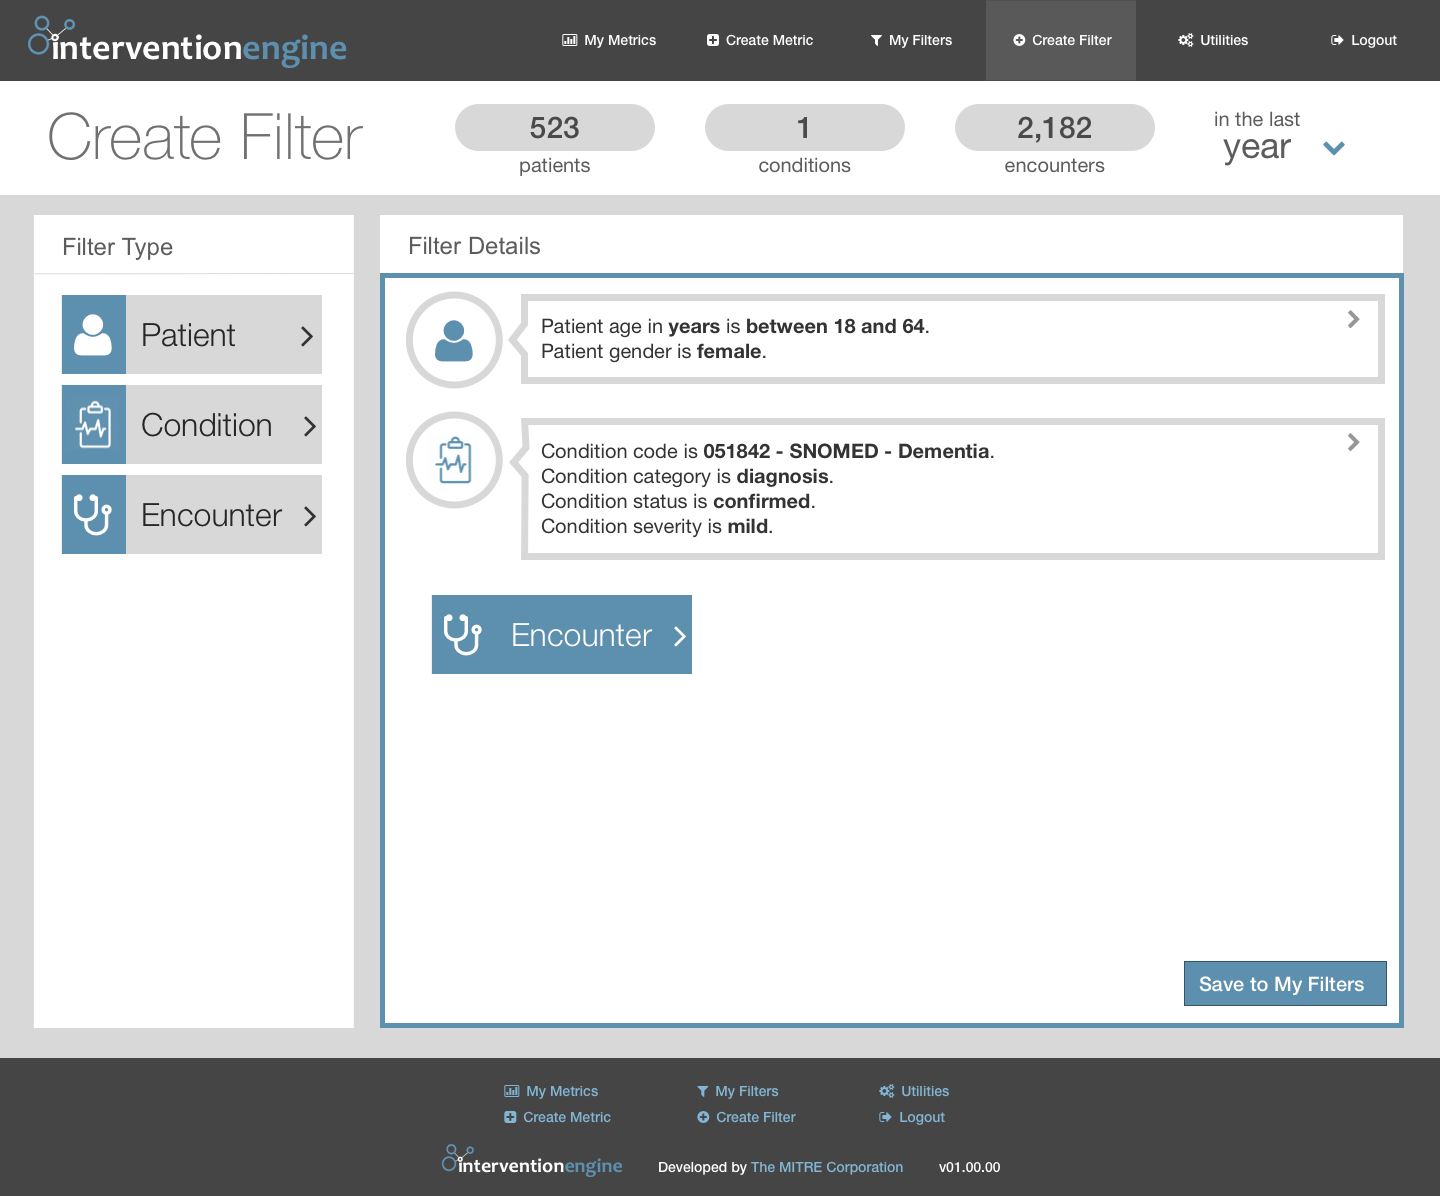 interventionengine
My Metrics
Create Metric
My Filters
Create Filter
Utilities
Logout
Create Filter
523
patients
1
conditions
2,182
encounters
in the last
year
Filter Type
Patient
Condition
Encounter
Filter Details
Patient age in years is between 18 and 64.
Patient gender is female.
Condition code is 051842 - SNOMED - Dementia.
Condition category is diagnosis.
Condition status is confirmed.
Condition severity is mild.
Encounter
Save to My Filters
My Metrics
My Filters
Utilities
Create Metric
Create Filter
Logout
interventionengine
Developed by The MITRE Corporation
v01.00.00